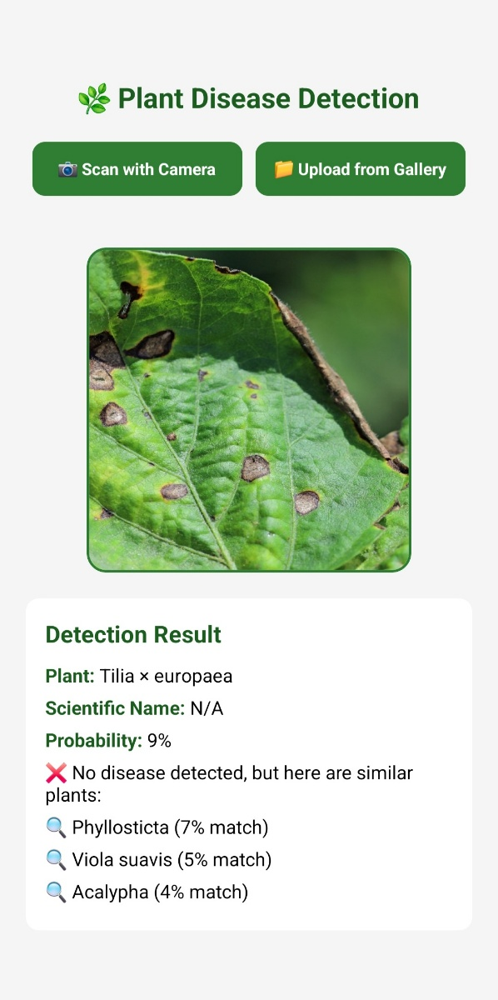 🌿 Plant Disease Detection
📷 Scan with Camera
📁 Upload from Gallery
Detection Result
Plant: Tilia × europaea
Scientific Name: N/A
Probability: 9%
❌ No disease detected, but here are similar
plants:
🔍 Phyllosticta (7% match)
🔍 Viola suavis (5% match)
🔍 Acalypha (4% match)